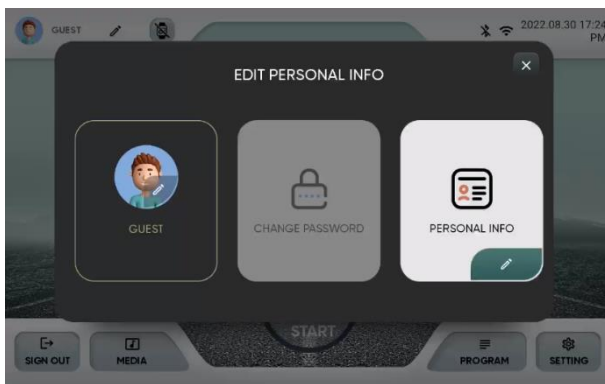 GUEST
2022.08.30 17:24
PM
EDIT PERSONAL INFO
GUEST
CHANGE PASSWORD
PERSONAL INFO
START
SIGN OUT
MEDIA
PROGRAM
SETTING